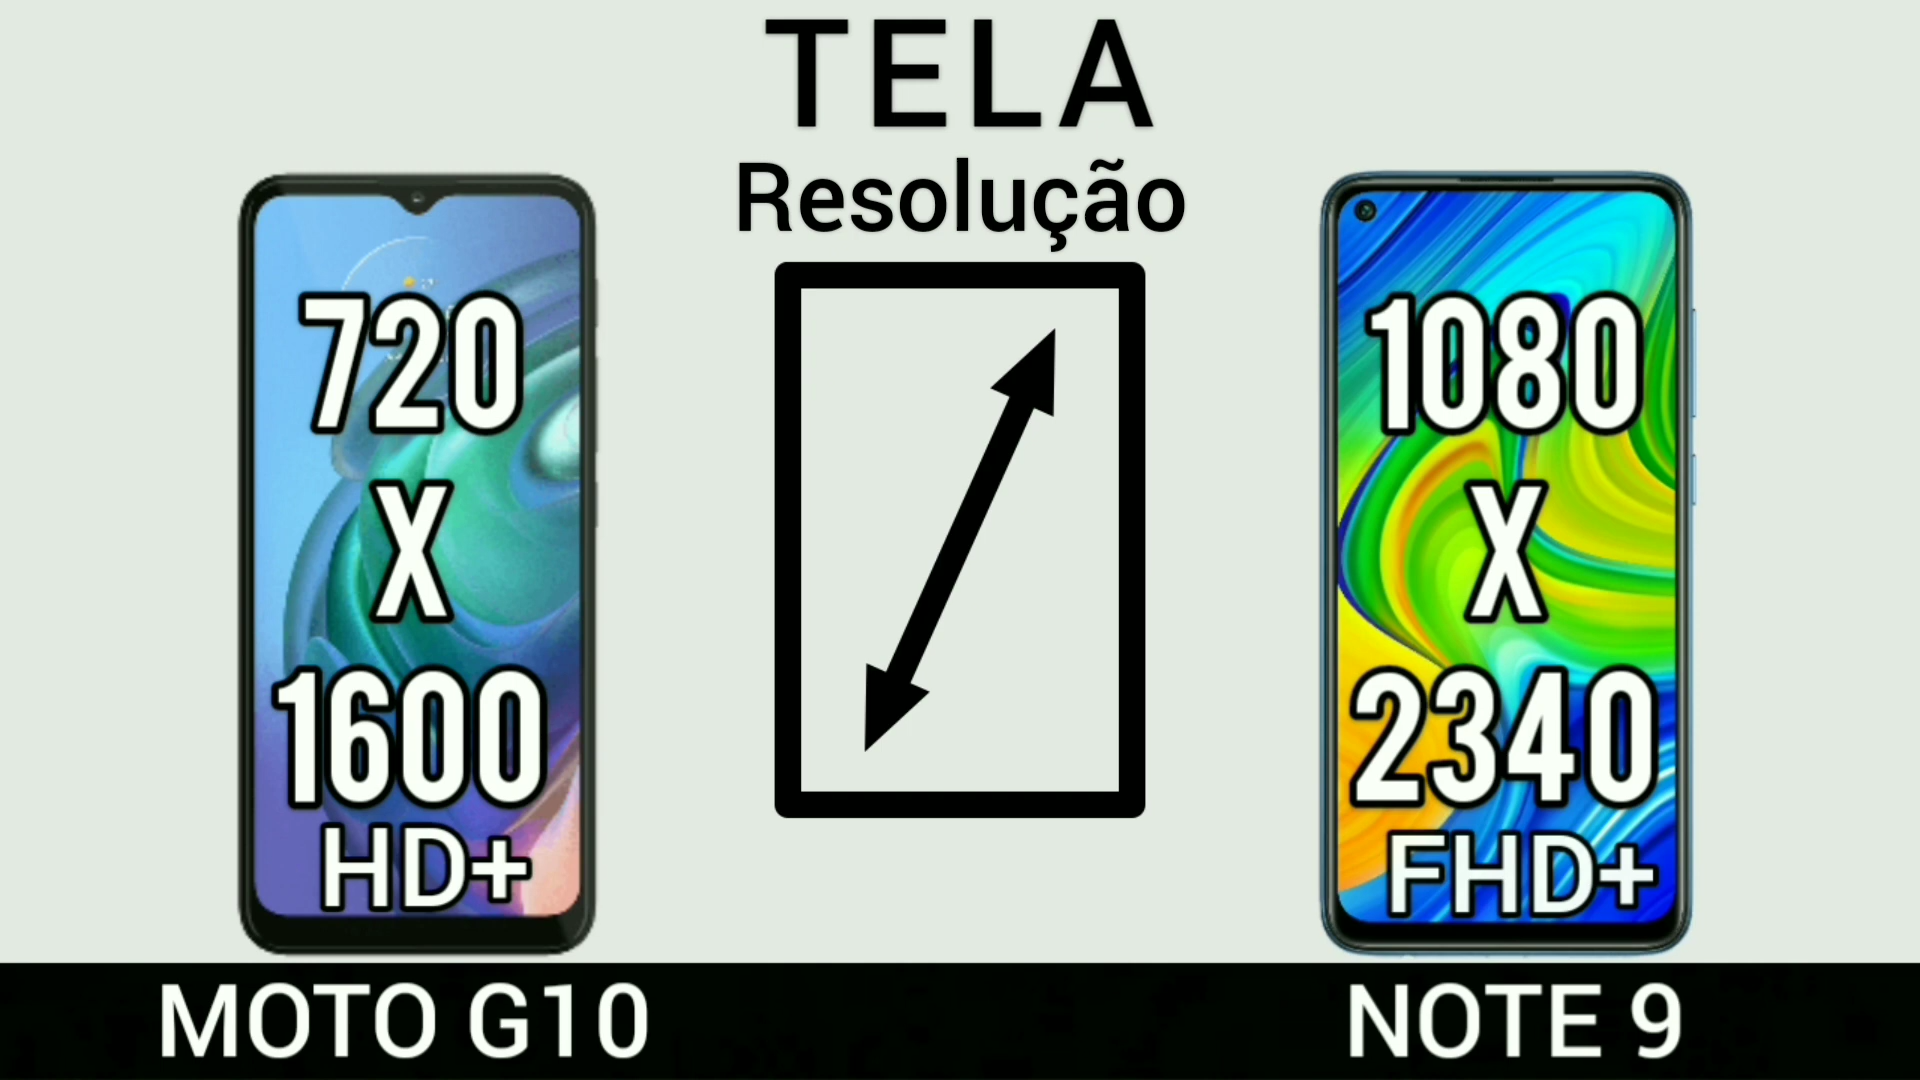 TELA
Resolução
720
X
1600
HD+
1080
X
2340
FHD+
MOTO G10
NOTE 9